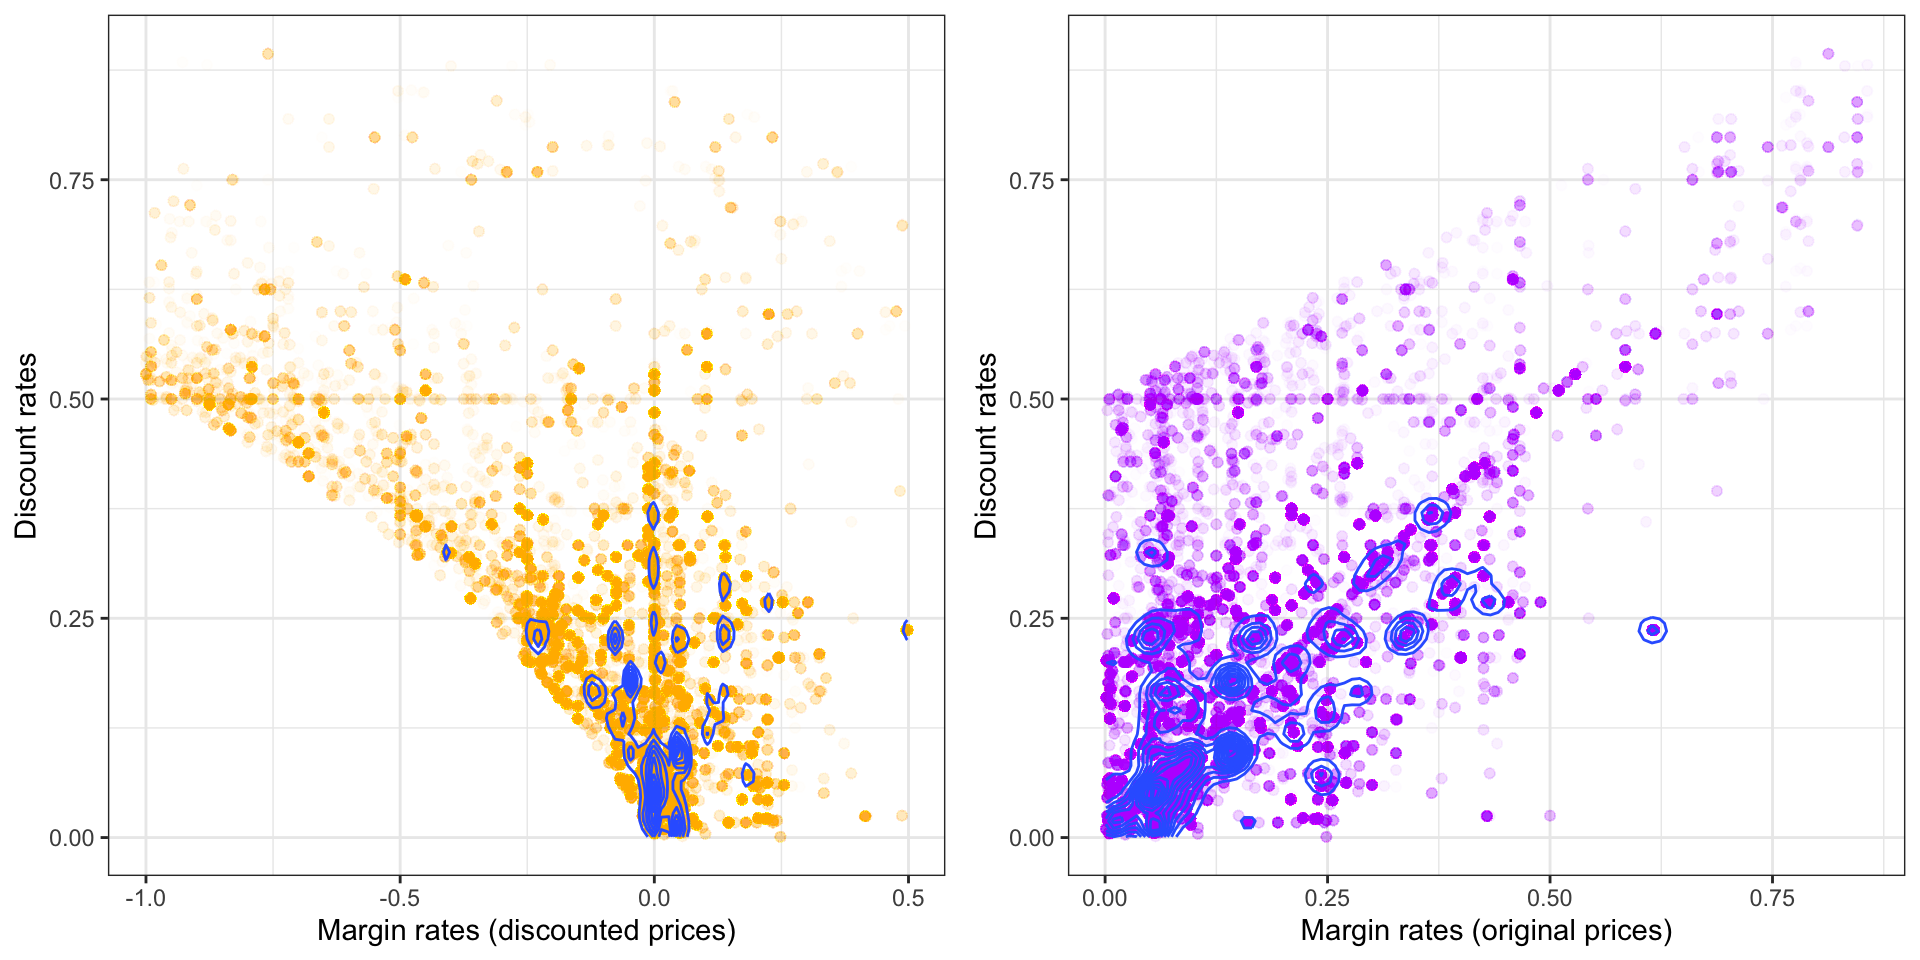 Discount rates
0.75
0.50
0.25
0.00
-1.0 -0.5 0.0 0.5
Margin rates (discounted prices)
Discount rates
0.75
0.50
0.25
0.00
0.00 0.25 0.50 0.75
Margin rates (original prices)